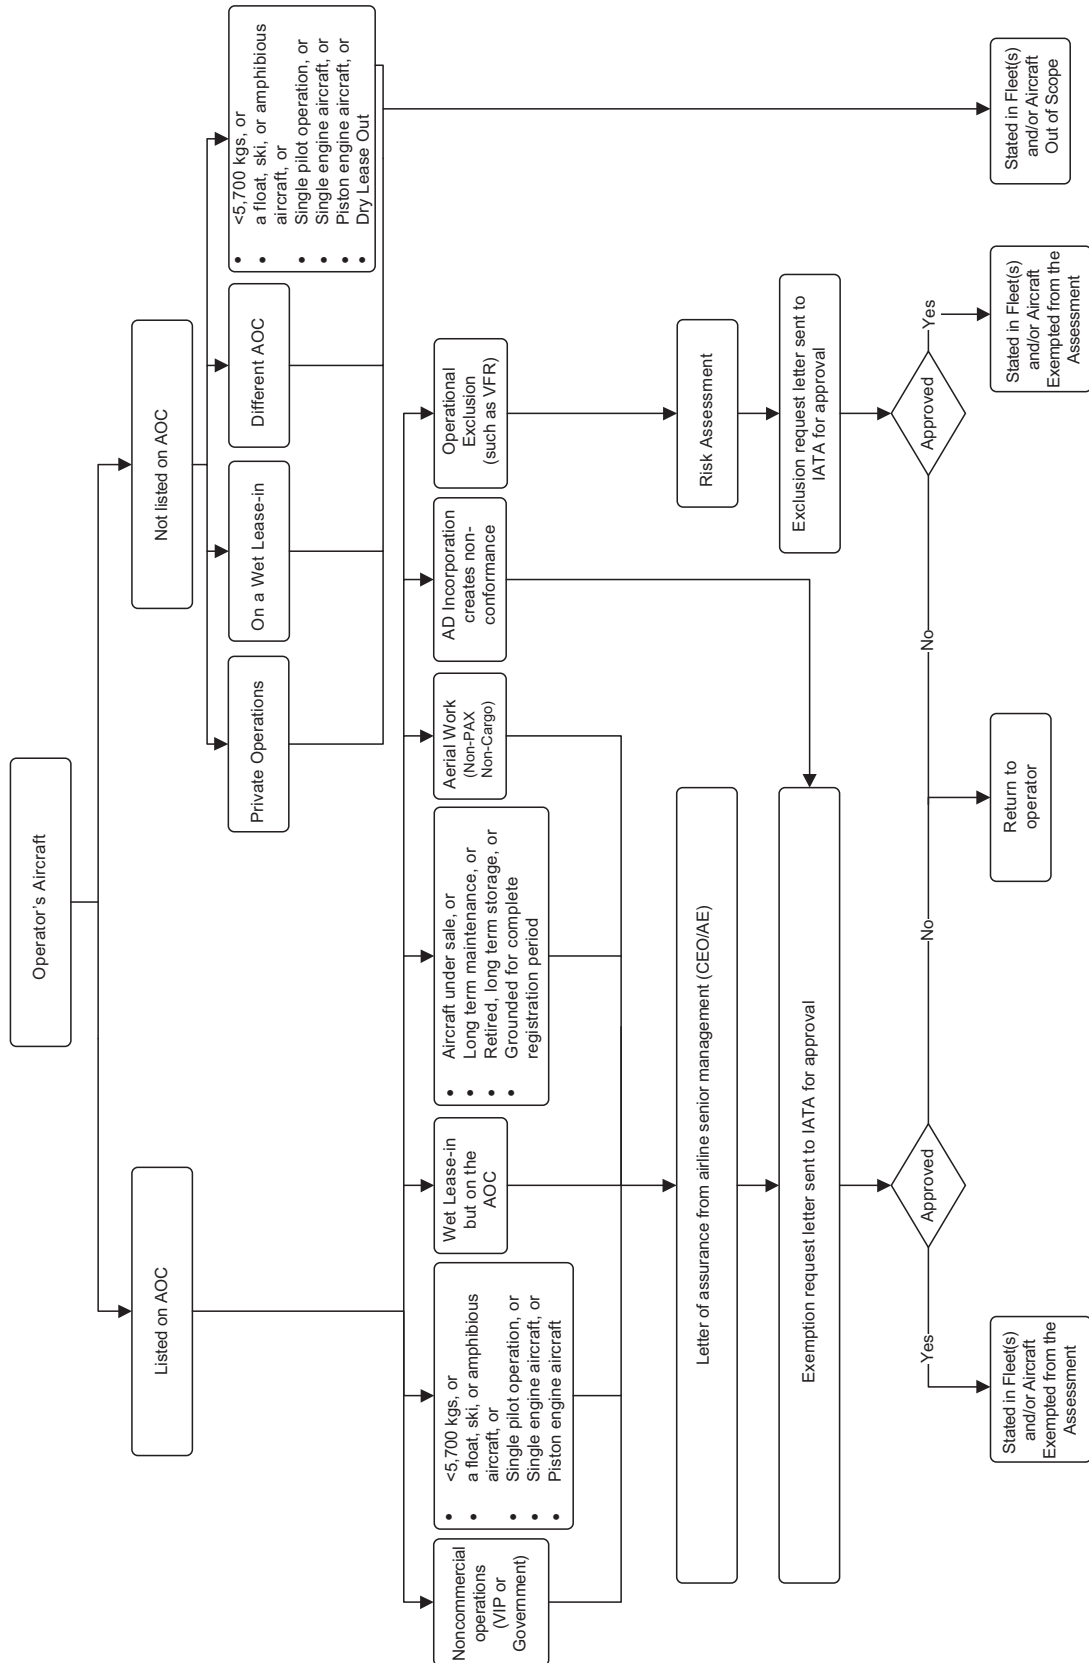 Operator's Aircraft
Listed on AOC
Not listed on AOC
Private Operations
On a Wet Lease-in
Different AOC
• <5,700 kgs, or
• a float, ski, or amphibious
aircraft, or
• Single pilot operation, or
• Single engine aircraft, or
• Piston engine aircraft, or
• Dry Lease Out
Noncommercial
operations
(VIP or
Government)
• <5,700 kgs, or
• a float, ski, or amphibious
aircraft, or
• Single pilot operation, or
• Single engine aircraft, or
• Piston engine aircraft
Wet Lease-in
but on the
AOC
• Aircraft under sale, or
• Long term maintenance, or
• Retired, long term storage, or
• Grounded for complete
registration period
Aerial Work
(Non-PAX
Non-Cargo)
AD Incorporation
creates non-
conformance
Operational
Exclusion
(such as VFR)
Letter of assurance from airline senior management (CEO/AE)
Risk Assessment
Exemption request letter sent to IATA for approval
Exclusion request letter sent to
IATA for approval
Approved
Approved
Yes
No
No
Yes
Stated in Fleet(s)
and/or Aircraft
Exempted from the
Assessment
Return to
operator
Stated in Fleet(s)
and/or Aircraft
Exempted from the
Assessment
Stated in Fleet(s)
and/or Aircraft
Out of Scope